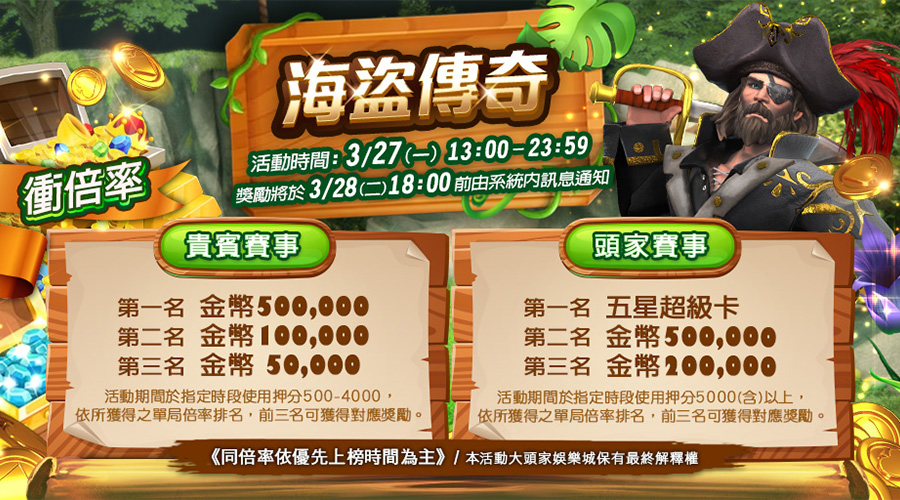 海盜傳奇
活動時間：3/27(一) 13:00-23:59
獎勵將於 3/28(二)18:00 前由系統內訊息通知
衝倍率
貴賓賽事
第一名 金幣500,000
第二名 金幣100,000
第三名 金幣 50,000
活動期間於指定時段使用押分500-4000，
依所獲得之單局倍率排名，前三名可獲得對應獎勵。
頭家賽事
第一名 五星超級卡
第二名 金幣500,000
第三名 金幣200,000
活動期間於指定時段使用押分5000(含)以上，
依所獲得之單局倍率排名，前三名可獲得對應獎勵。
《同倍率依優先上榜時間為主》/ 本活動大頭家娛樂城保有最終解釋權